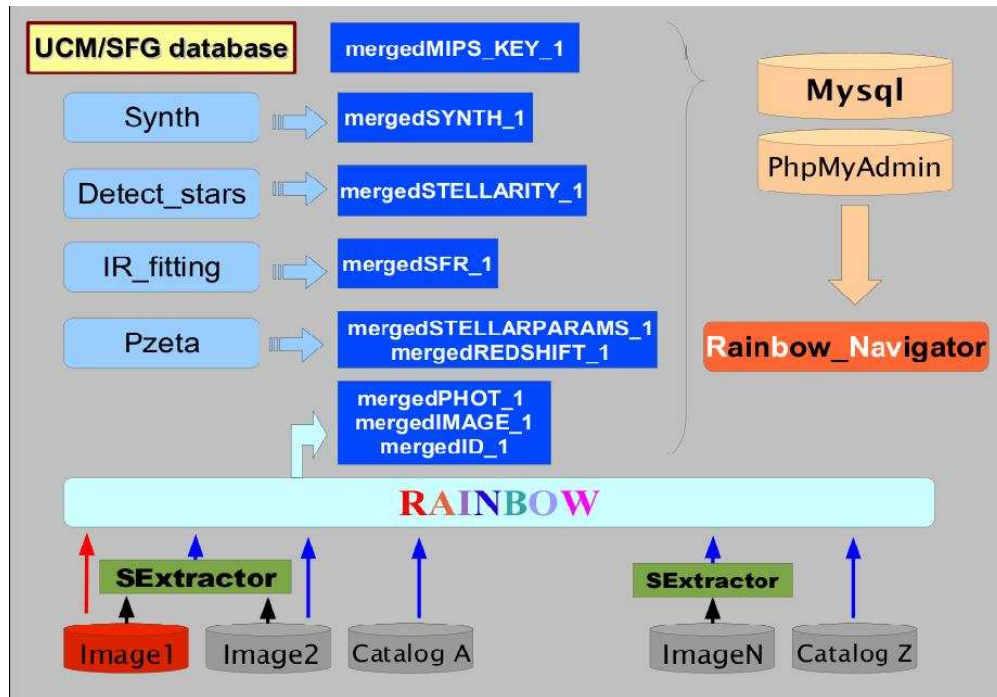 UCM/SFG database
mergedMIPS_KEY_1
Mysql
PhpMyAdmin
Synth
mergedSYNTH_1
Detect_stars
mergedSTELLARITY_1
IR_fitting
mergedSFR_1
Pzeta
mergedSTELLARPARAMS_1
mergedREDSHIFT_1
Rainbow_Navigator
mergedPHOT_1
mergedIMAGE_1
mergedID_1
RAINBOW
SExtractor
SExtractor
Image1
Image2
Catalog A
ImageN
Catalog Z